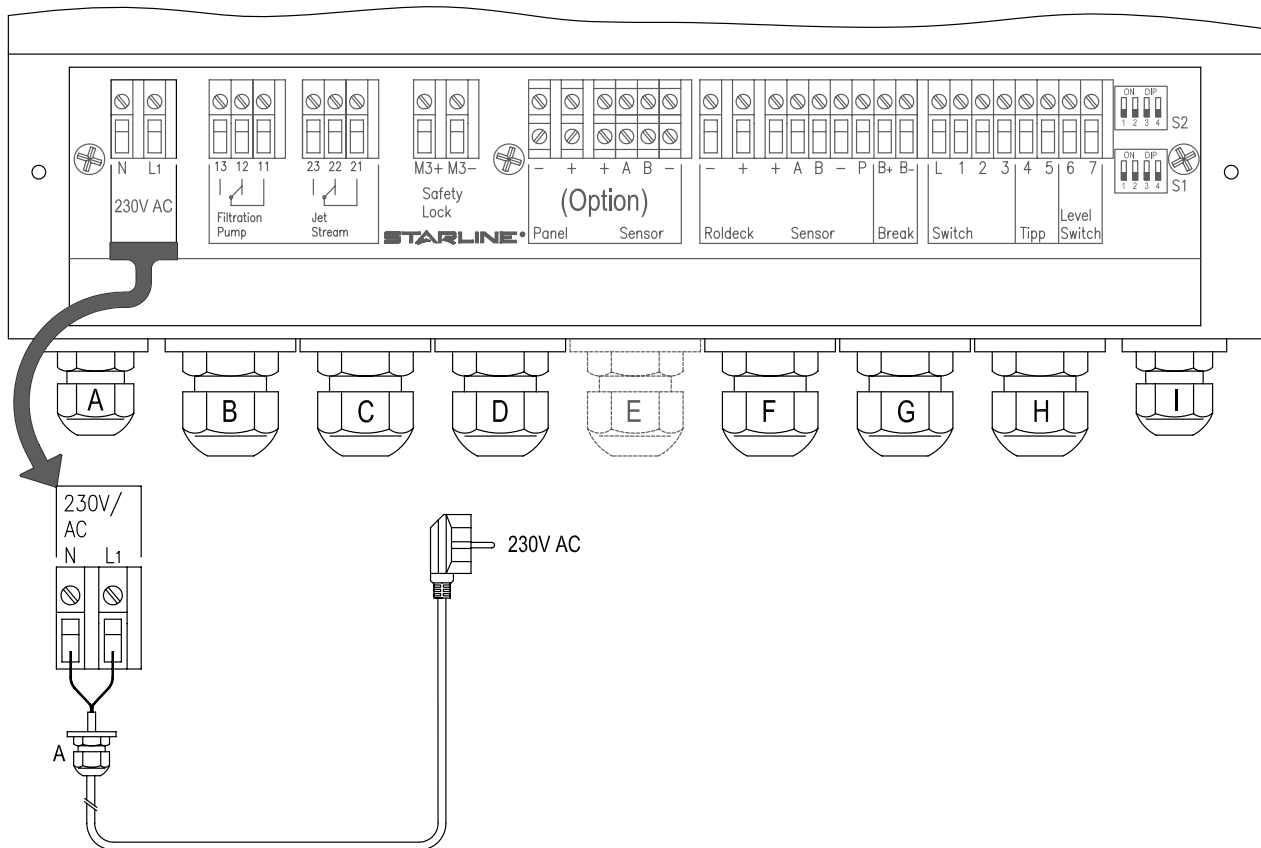 ON DIP
1 2 3 4
S2
N L1
13 12 11
23 22 21
M3+ M3-
- + + A B -
- + + A B - P B+ B-
L 1 2 3 4 5 6 7
ON DIP
1 2 3 4
S1
230V AC
Filtration
Pump
Jet
Stream
Safety
Lock
STARLINE
(Option)
Panel Sensor
Roldeck Sensor Break
Switch Tipp
Level
Switch
A B C D E F G H I
230V/
AC
N L1
230V AC
A